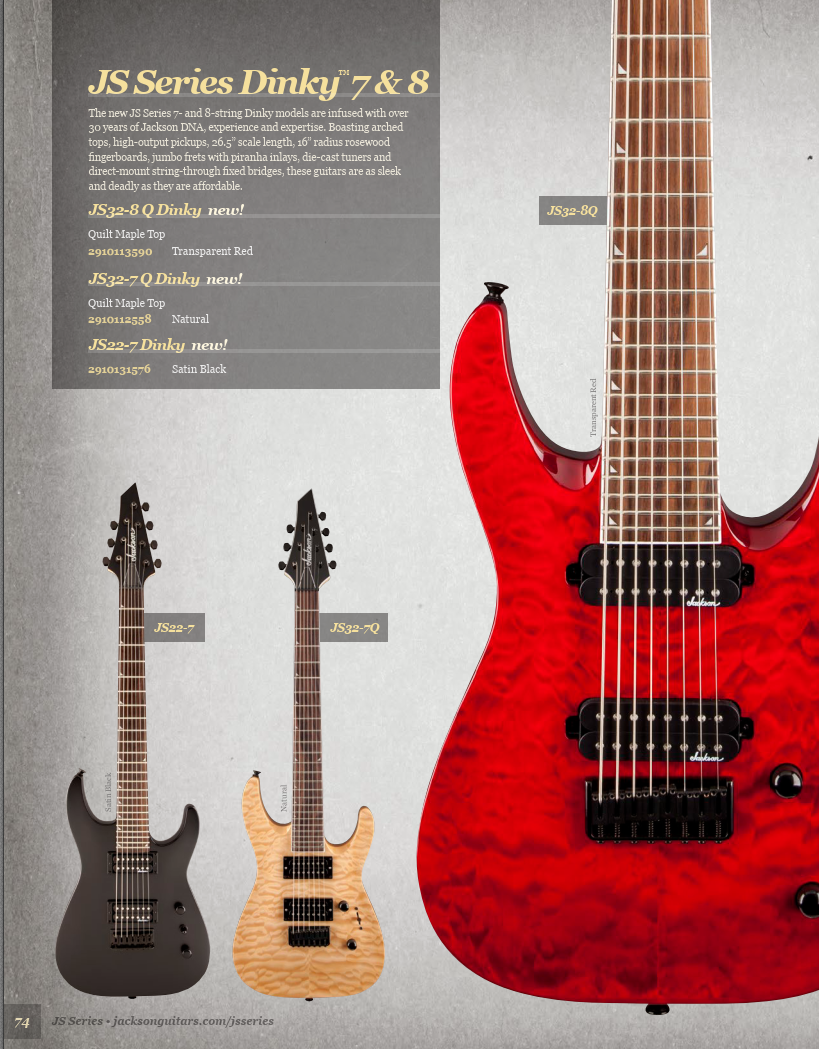 JS Series Dinky™ 7 & 8
The new JS Series 7- and 8-string Dinky models are infused with over
30 years of Jackson DNA, experience and expertise. Boasting arched
tops, high-output pickups, 26.5” scale length, 16” radius rosewood
fingerboards, jumbo frets with piranha inlays, die-cast tuners and
direct-mount string-through fixed bridges, these guitars are as sleek
and deadly as they are affordable.
JS32-8 Q Dinky new!
Quilt Maple Top
2910113590 Transparent Red
JS32-7 Q Dinky new!
Quilt Maple Top
2910112558 Natural
JS22-7 Dinky new!
2910131576 Satin Black
JS32-8Q
Transparent Red
Jackson
Jackson
Jackson
Jackson
JS22-7
JS32-7Q
Satin Black
Natural
74 JS Series • jacksonguitars.com/jsseries